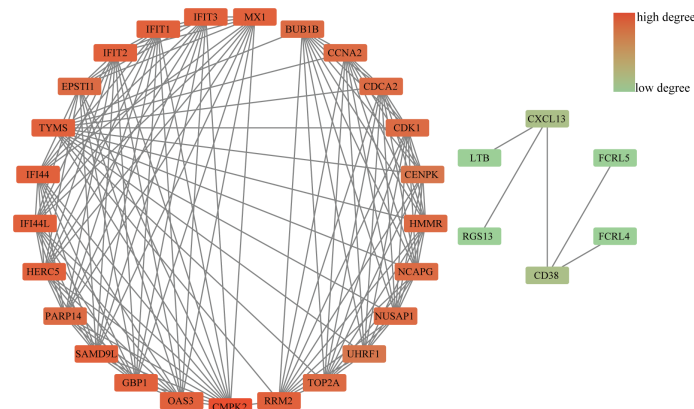 high degree
low degree
IFIT3
MX1
IFIT1
BUB1B
IFIT2
CCNA2
EPSTI1
CDCA2
TYMS
CDK1
IFI44
CENPK
IFI44L
HMMR
HERC5
NCAPG
PARP14
NUSAP1
SAMD9L
UHRF1
GBP1
TOP2A
OAS3
CMPK2
RRM2
CXCL13
LTB
FCRL5
RGS13
FCRL4
CD38